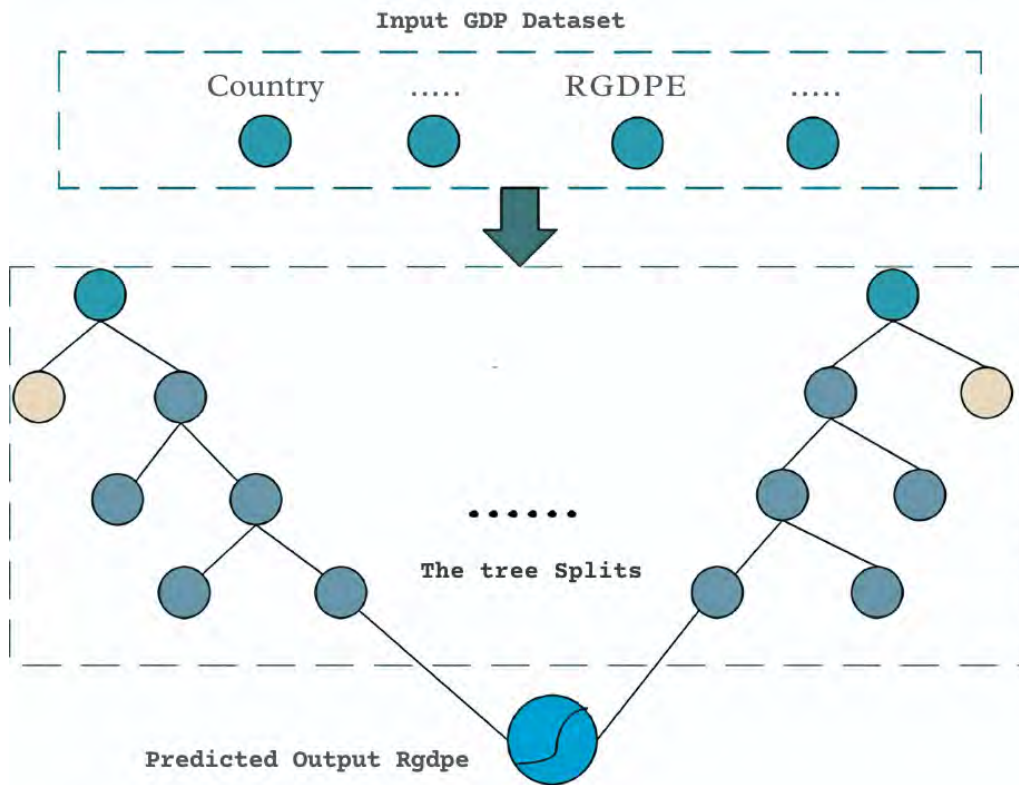 Input GDP Dataset
Country ..... RGDPE .....
......
The tree Splits
Predicted Output Rgdpe